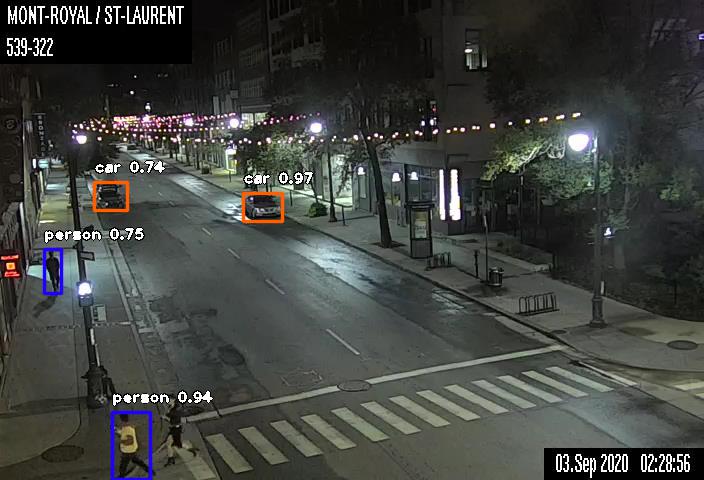 MONT-ROYAL / ST-LAURENT
539-322
car 0.74
car 0.97
person 0.75
person 0.94
03.Sep 2020 02:28:56